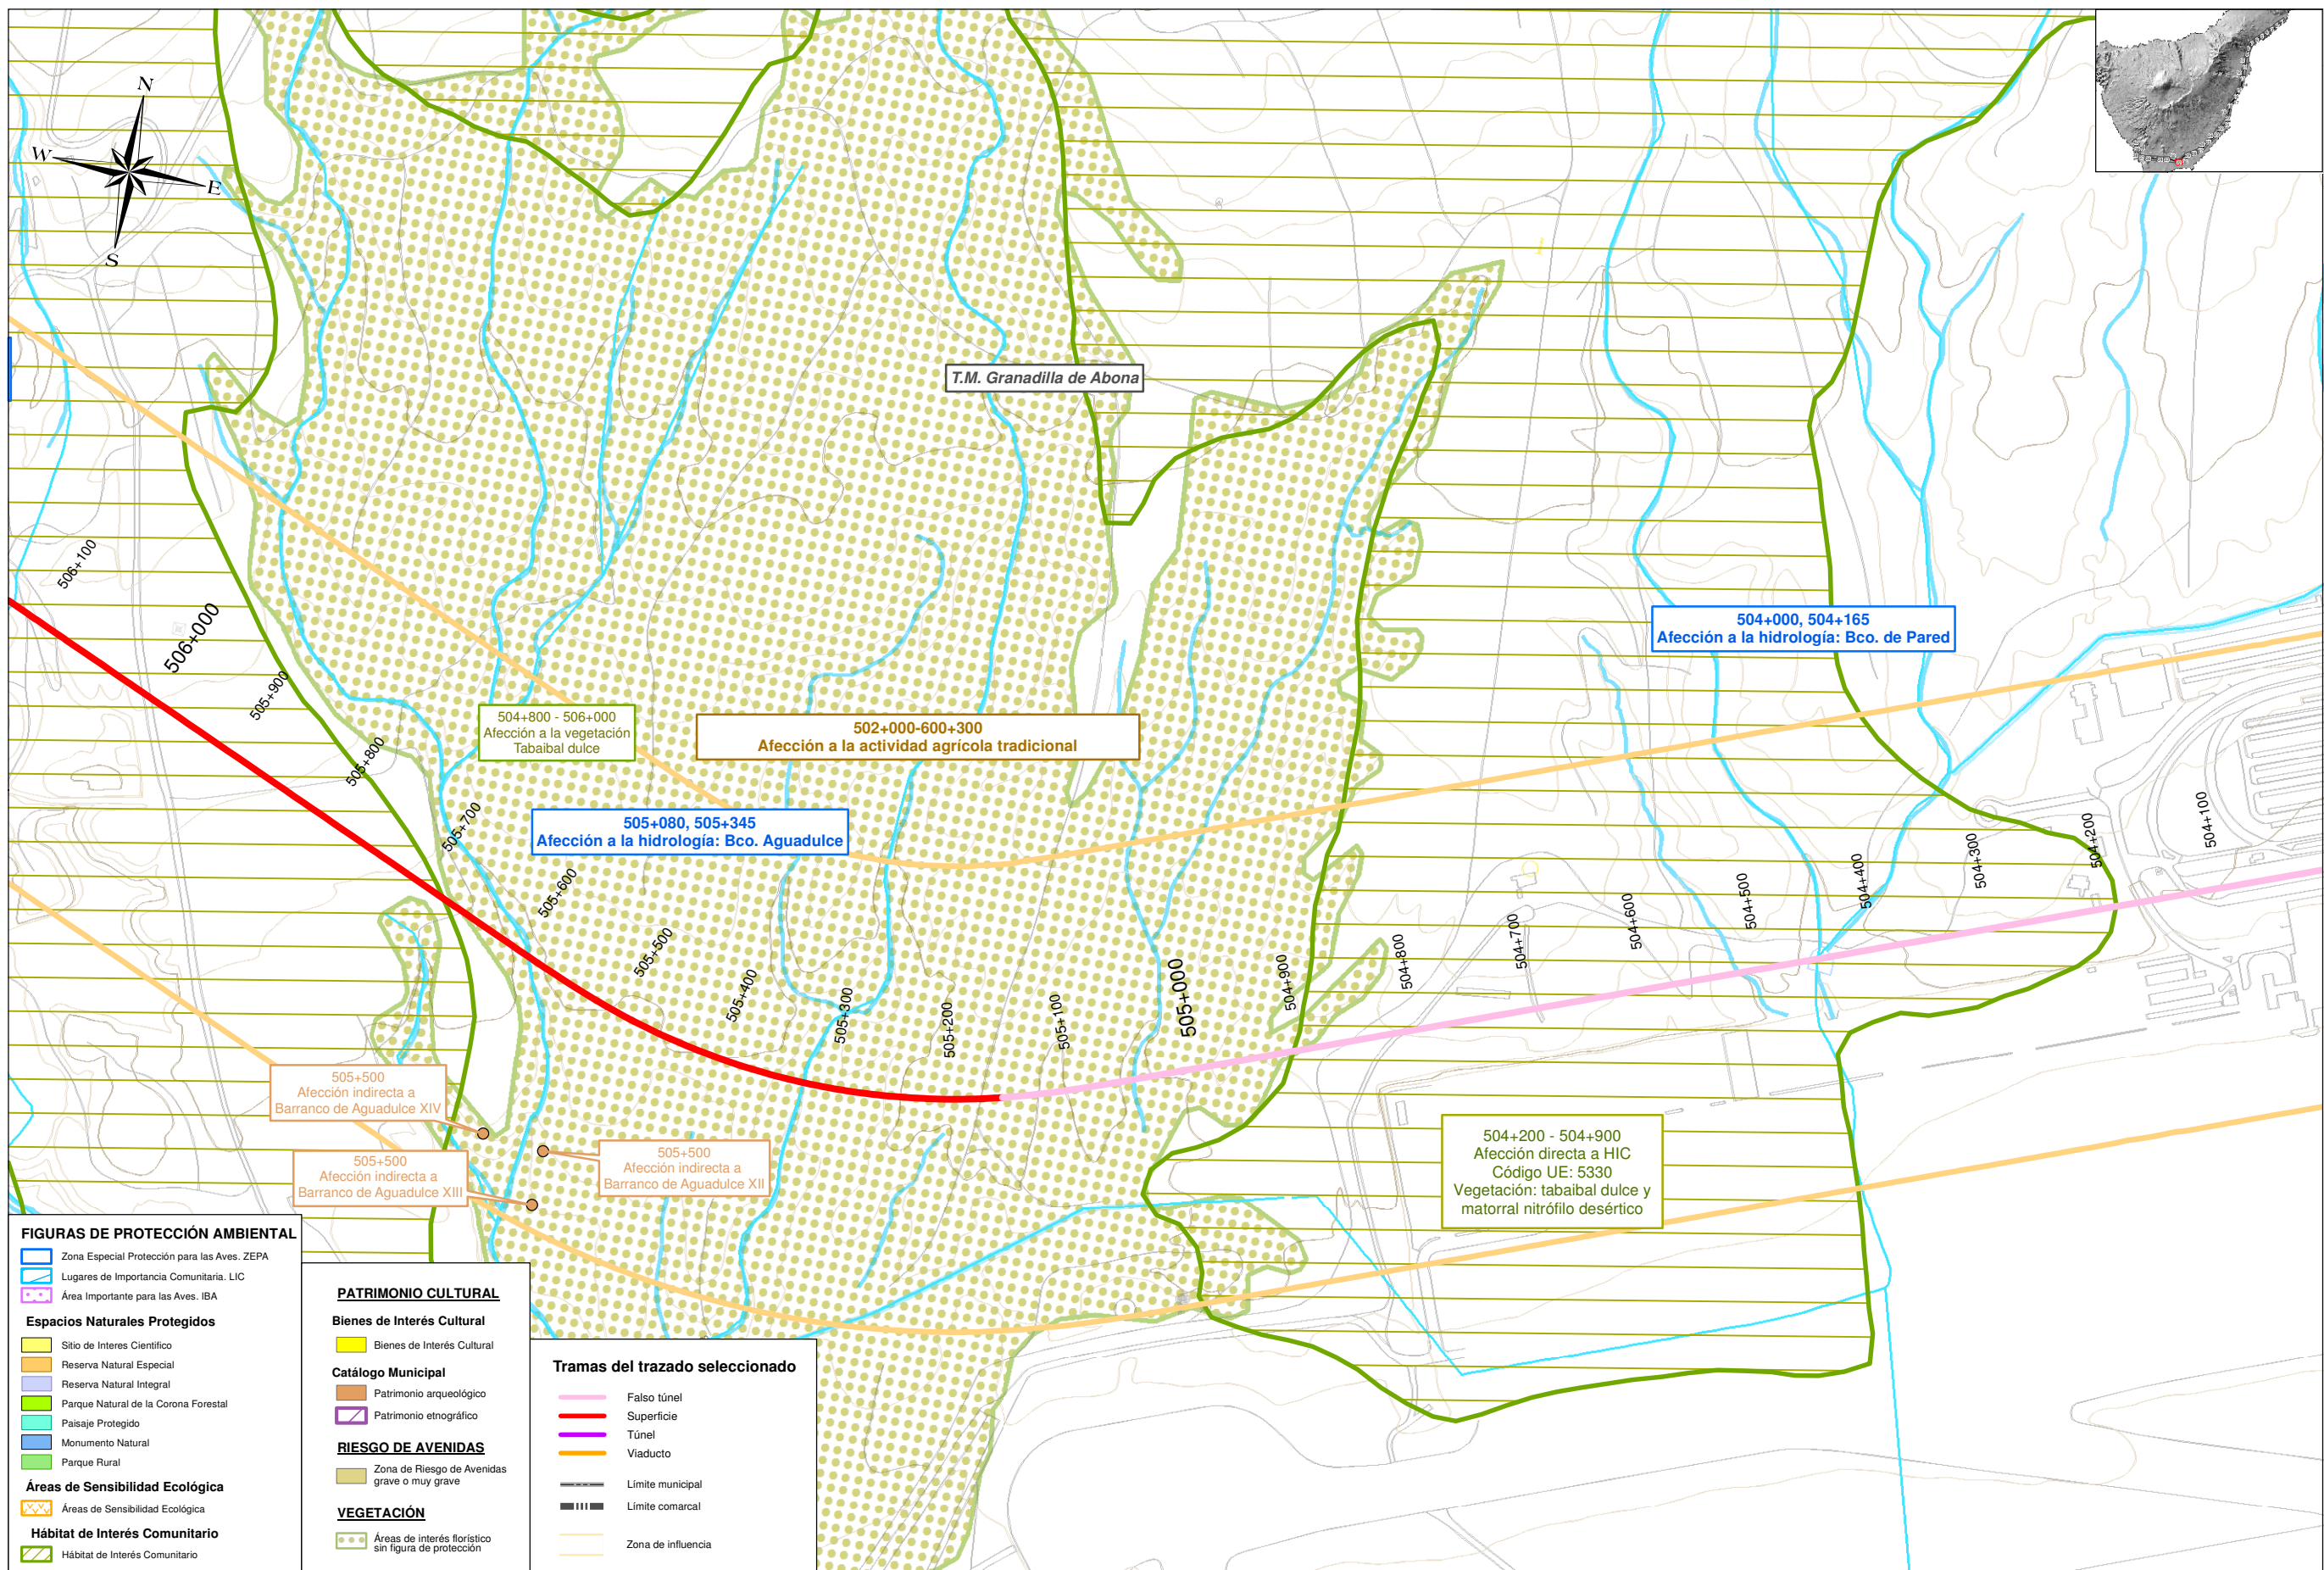 N
W
E
S
T.M. Granadilla de Abona
506+100
506+000
505+900
505+800
505+700
505+600
505+500
505+400
505+300
505+200
505+100
505+000
504+900
504+800
504+700
504+600
504+500
504+400
504+300
504+200
504+100
504+000, 504+165
Afección a la hidrología: Bco. de Pared
504+800 - 506+000
Afección a la vegetación
Tabaibal dulce
502+000-600+300
Afección a la actividad agrícola tradicional
505+080, 505+345
Afección a la hidrología: Bco. Aguadulce
505+500
Afección indirecta a
Barranco de Aguadulce XIV
505+500
Afección indirecta a
Barranco de Aguadulce XIII
505+500
Afección indirecta a
Barranco de Aguadulce XII
504+200 - 504+900
Afección directa a HIC
Código UE: 5330
Vegetación: tabaibal dulce y
matorral nitrófilo desértico
FIGURAS DE PROTECCIÓN AMBIENTAL
Zona Especial Protección para las Aves. ZEPA
Lugares de Importancia Comunitaria. LIC
Área Importante para las Aves. IBA
Espacios Naturales Protegidos
Sitio de Interes Cientifico
Reserva Natural Especial
Reserva Natural Integral
Parque Natural de la Corona Forestal
Paisaje Protegido
Monumento Natural
Parque Rural
Áreas de Sensibilidad Ecológica
Áreas de Sensibilidad Ecológica
Hábitat de Interés Comunitario
Hábitat de Interés Comunitario
PATRIMONIO CULTURAL
Bienes de Interés Cultural
Bienes de Interés Cultural
Catálogo Municipal
Patrimonio arqueológico
Patrimonio etnográfico
RIESGO DE AVENIDAS
Zona de Riesgo de Avenidas
grave o muy grave
VEGETACIÓN
Áreas de interés florístico
sin figura de protección
Tramas del trazado seleccionado
Falso túnel
Superficie
Túnel
Viaducto
Límite municipal
Límite comarcal
Zona de influencia